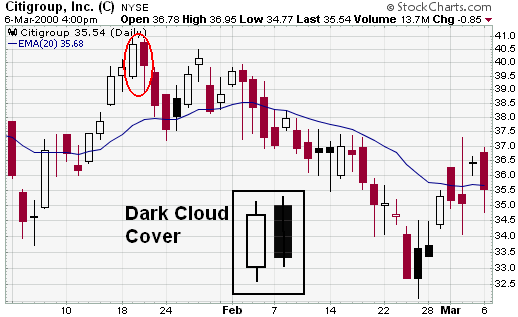 Citigroup, Inc. (C) NYSE © StockCharts.com
6-Mar-2000 4:00pm Open 36.78 High 36.95 Low 34.77 Last 35.54 Volume 13.7M Chg -0.85
Citigroup 35.54 (Daily)
EMA(20) 35.68
41.0
40.5
40.0
39.5
39.0
38.5
38.0
37.5
37.0
36.5
36.0
35.5
35.0
34.5
34.0
33.5
33.0
32.5
Dark Cloud
Cover
10 18 24 Feb 7 14 22 28 Mar 6